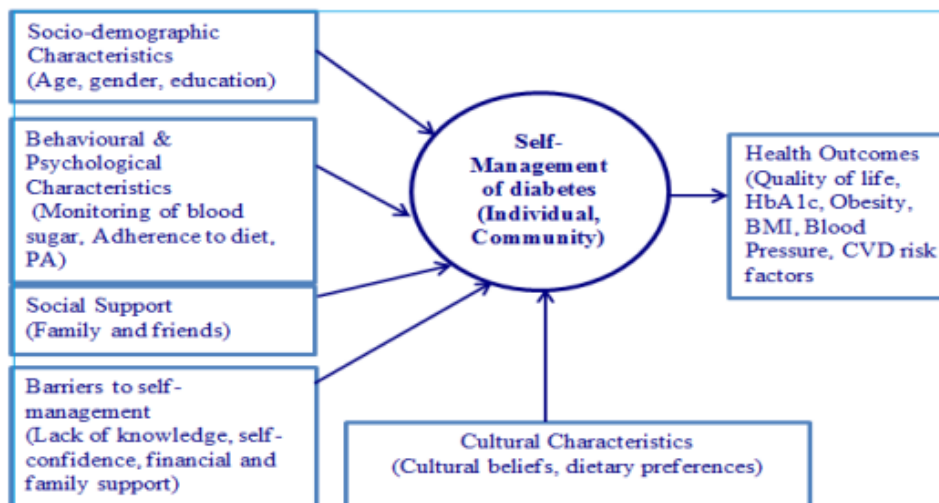 Socio-demographic
Characteristics
(Age, gender, education)
Behavioural &
Psychological
Characteristics
(Monitoring of blood
sugar, Adherence to diet,
PA)
Social Support
(Family and friends)
Barriers to self-
management
(Lack of knowledge, self-
confidence, financial and
family support)
Self-
Management
of diabetes
(Individual,
Community)
Cultural Characteristics
(Cultural beliefs, dietary preferences)
Health Outcomes
(Quality of life,
HbA1c, Obesity,
BMI, Blood
Pressure, CVD risk
factors